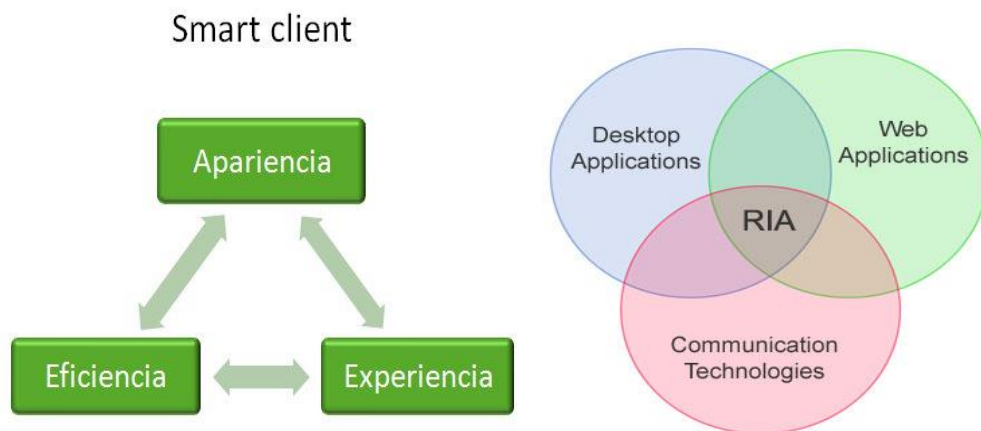 Smart client
Apariencia
Eficiencia
Experiencia
Desktop
Applications
Web
Applications
RIA
Communication
Technologies